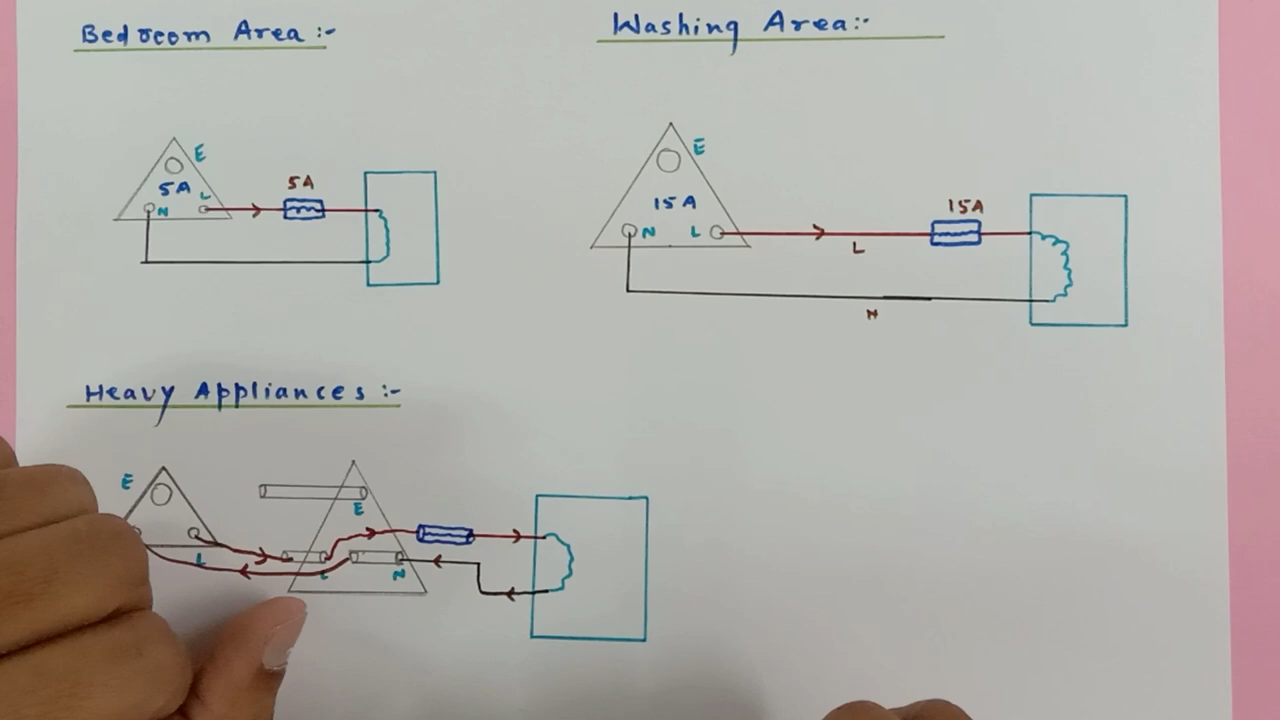 Bedroom Area :-
E
5A
N
L
5A
Washing Area:-
E
15A
N
L
L
15A
N
Heavy Appliances :-
E
L
E
L
N